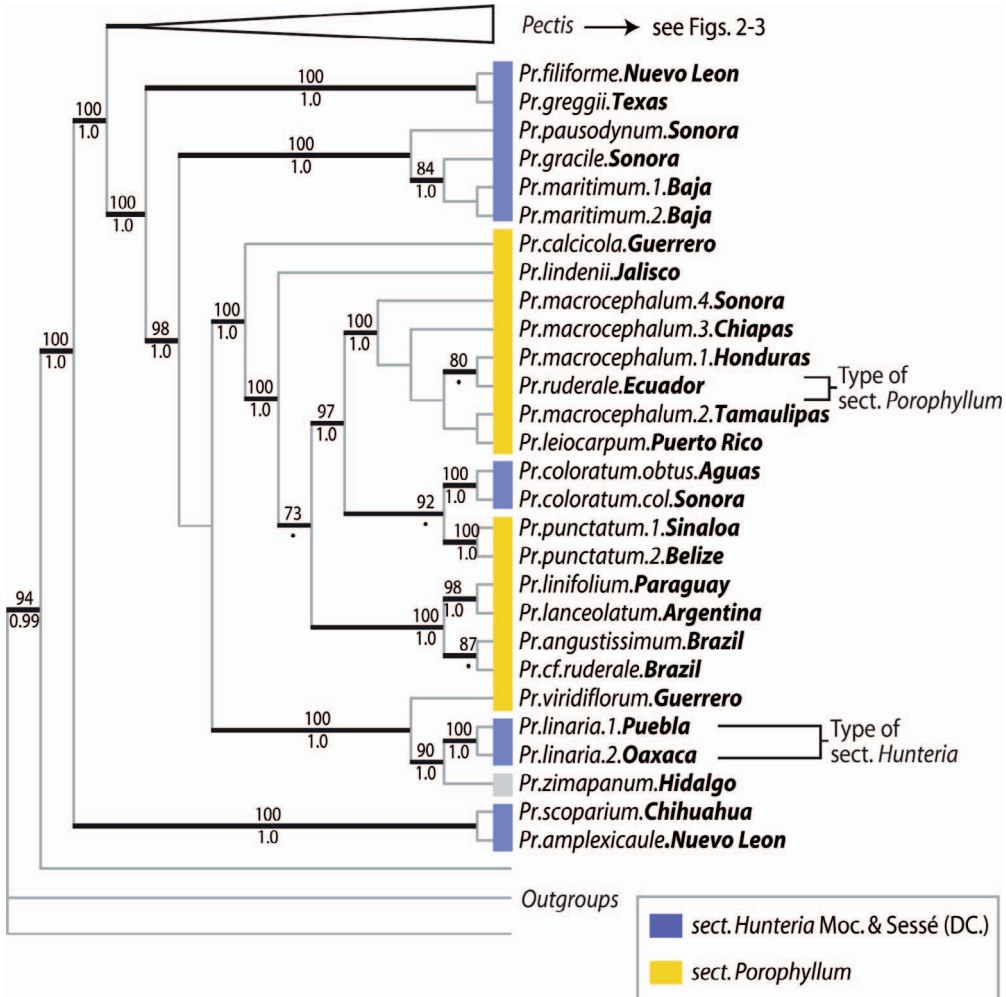 Pectis → see Figs. 2-3
Pr.filiforme.Nuevo Leon
Pr.greggii.Texas
Pr.pausodynum.Sonora
Pr.gracile.Sonora
Pr.maritimum.1.Baja
Pr.maritimum.2.Baja
Pr.calcicola.Guerrero
Pr.lindenii.Jalisco
Pr.macrocephalum.4.Sonora
Pr.macrocephalum.3.Chiapas
Pr.macrocephalum.1.Honduras
Pr.ruderale.Ecuador
Type of
sect. Porophyllum
Pr.macrocephalum.2.Tamaulipas
Pr.leiocarpum.Puerto Rico
Pr.coloratum.obtus.Aguas
Pr.coloratum.col.Sonora
Pr.punctatum.1.Sinaloa
Pr.punctatum.2.Belize
Pr.linifolium.Paraguay
Pr.lanceolatum.Argentina
Pr.angustissimum.Brazil
Pr.cf.ruderale.Brazil
Pr.viridiflorum.Guerrero
Pr.linaria.1.Puebla
Pr.linaria.2.Oaxaca
Type of
sect. Hunteria
Pr.zimapanum.Hidalgo
Pr.scoparium.Chihuahua
Pr.amplexicaule.Nuevo Leon
Outgroups
sect. Hunteria Moc. & Sessé (DC.)
sect. Porophyllum
94
0.99
100
1.0
100
1.0
100
1.0
100
1.0
98
1.0
100
1.0
84
1.0
100
1.0
100
1.0
73
•
97
1.0
100
1.0
80
•
92
•
100
1.0
100
1.0
100
1.0
98
1.0
87
•
100
1.0
90
1.0
100
1.0
100
1.0